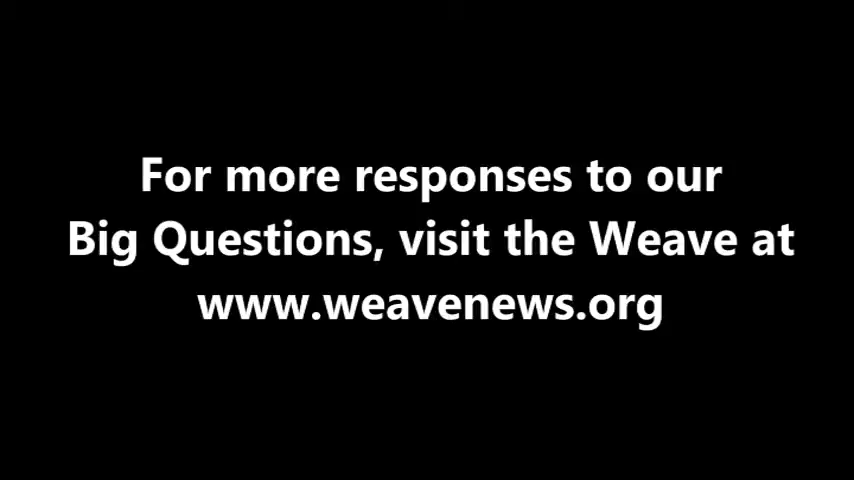 For more responses to our
Big Questions, visit the Weave at
www.weavenews.org